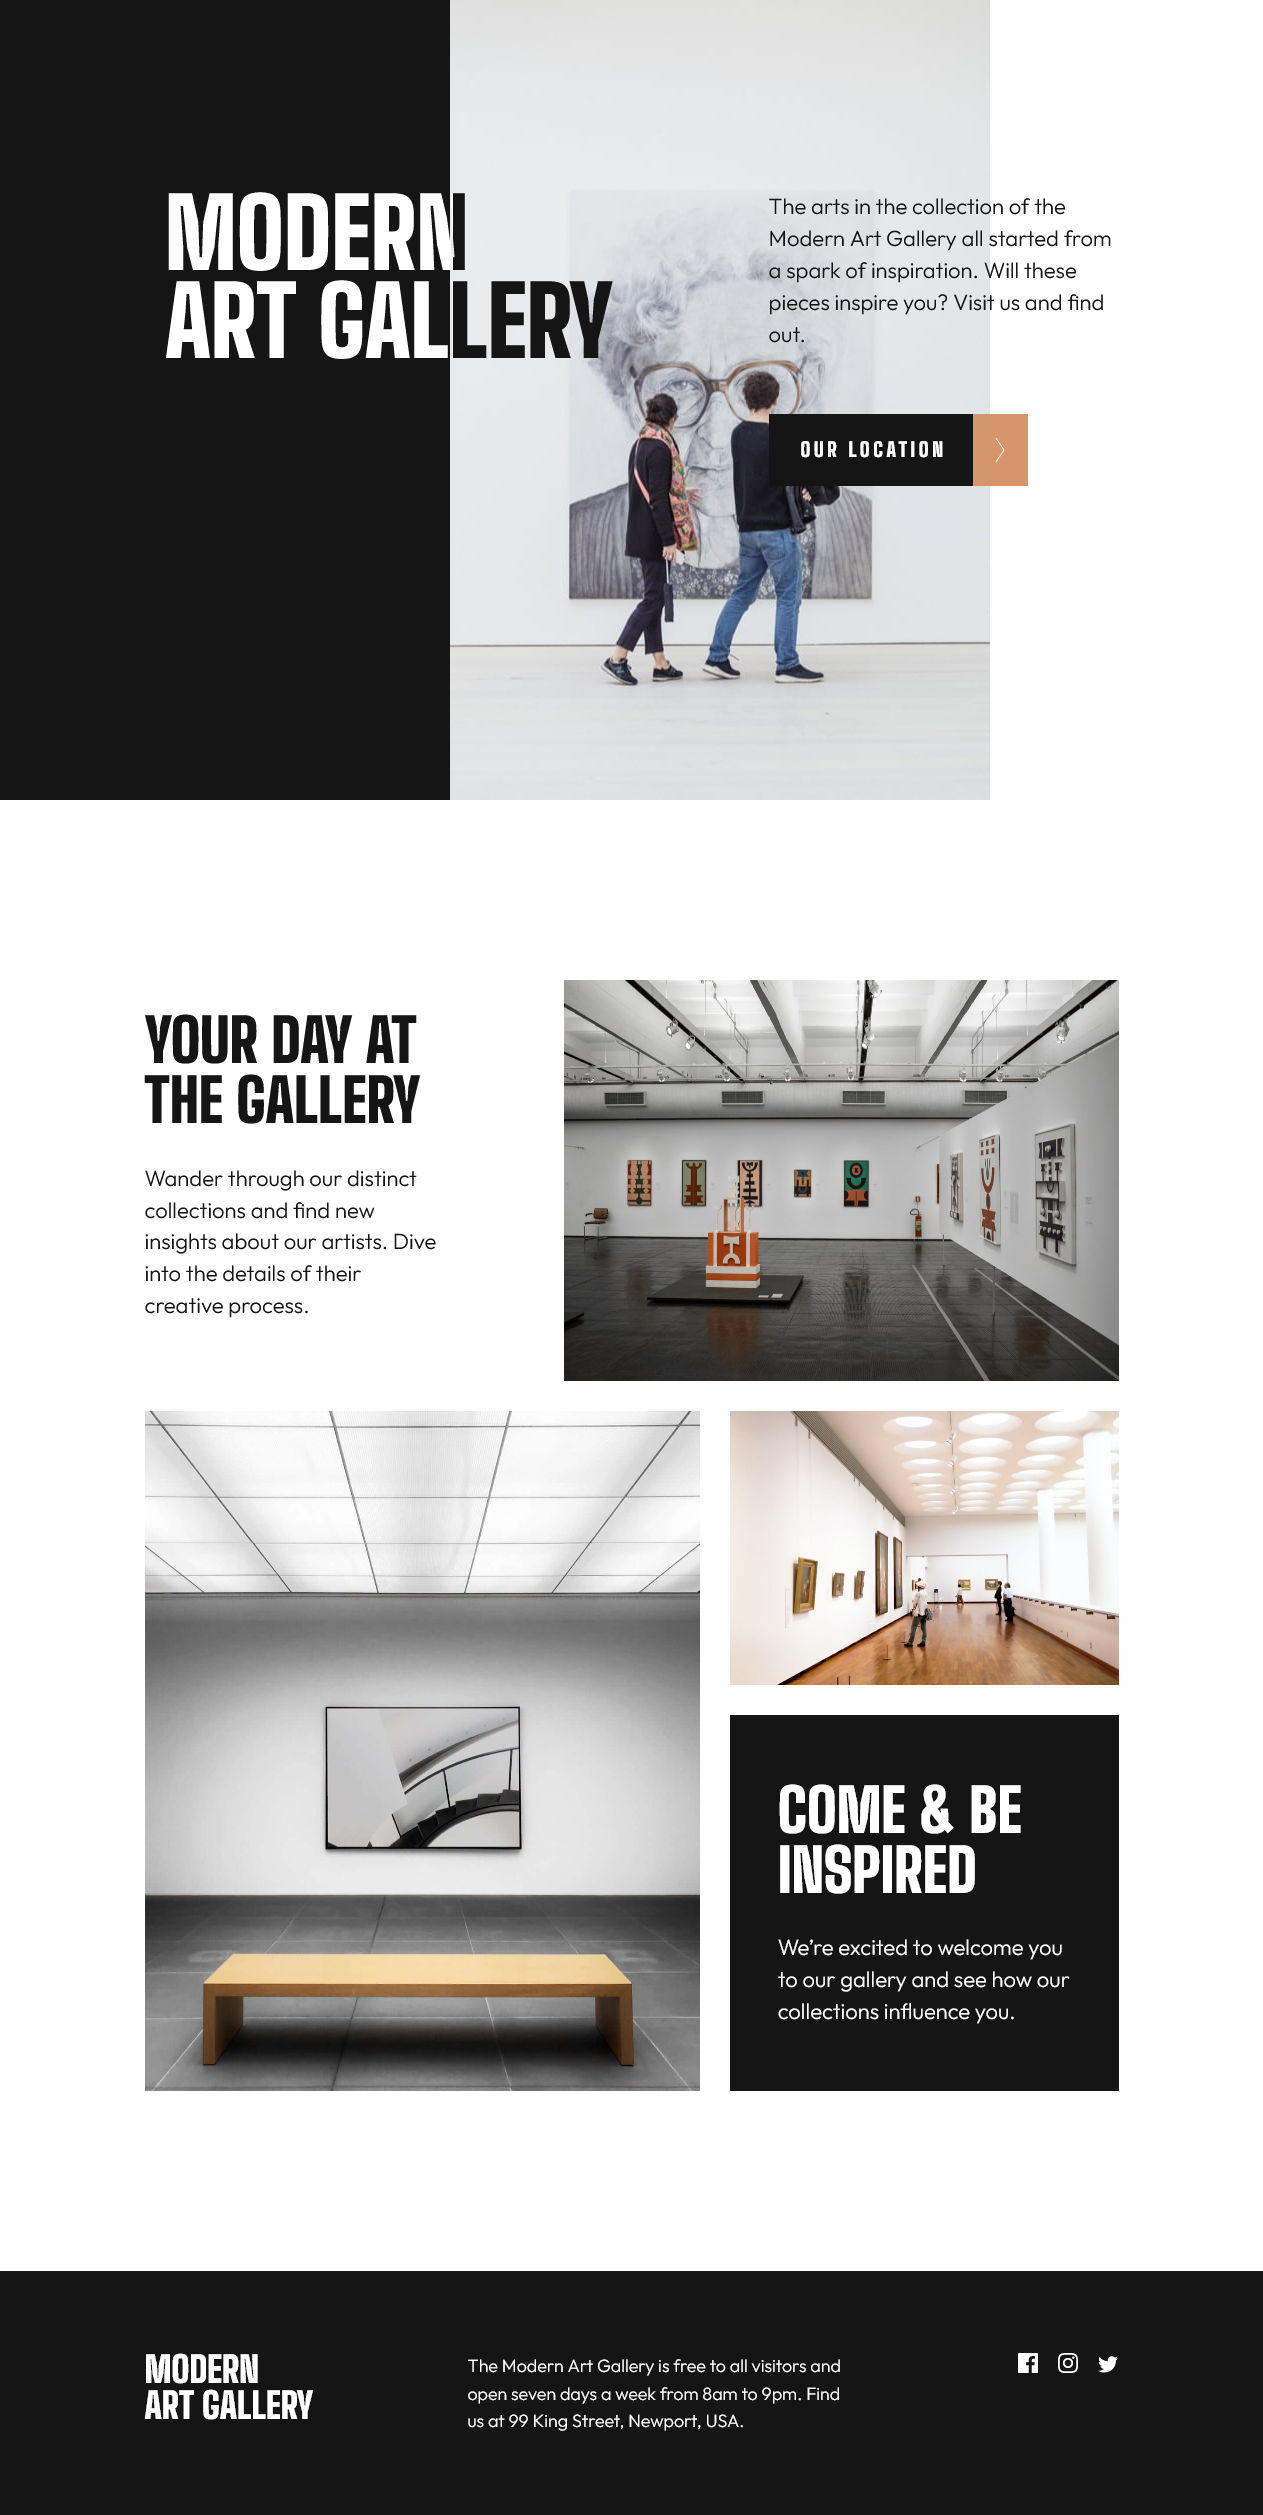 MODERN
ART GALLERY
The arts in the collection of the
Modern Art Gallery all started from
a spark of inspiration. Will these
pieces inspire you? Visit us and find
out.
OUR LOCATION
YOUR DAY AT
THE GALLERY
Wander through our distinct
collections and find new
insights about our artists. Dive
into the details of their
creative process.
COME & BE
INSPIRED
We’re excited to welcome you
to our gallery and see how our
collections influence you.
MODERN
ART GALLERY
The Modern Art Gallery is free to all visitors and
open seven days a week from 8am to 9pm. Find
us at 99 King Street, Newport, USA.